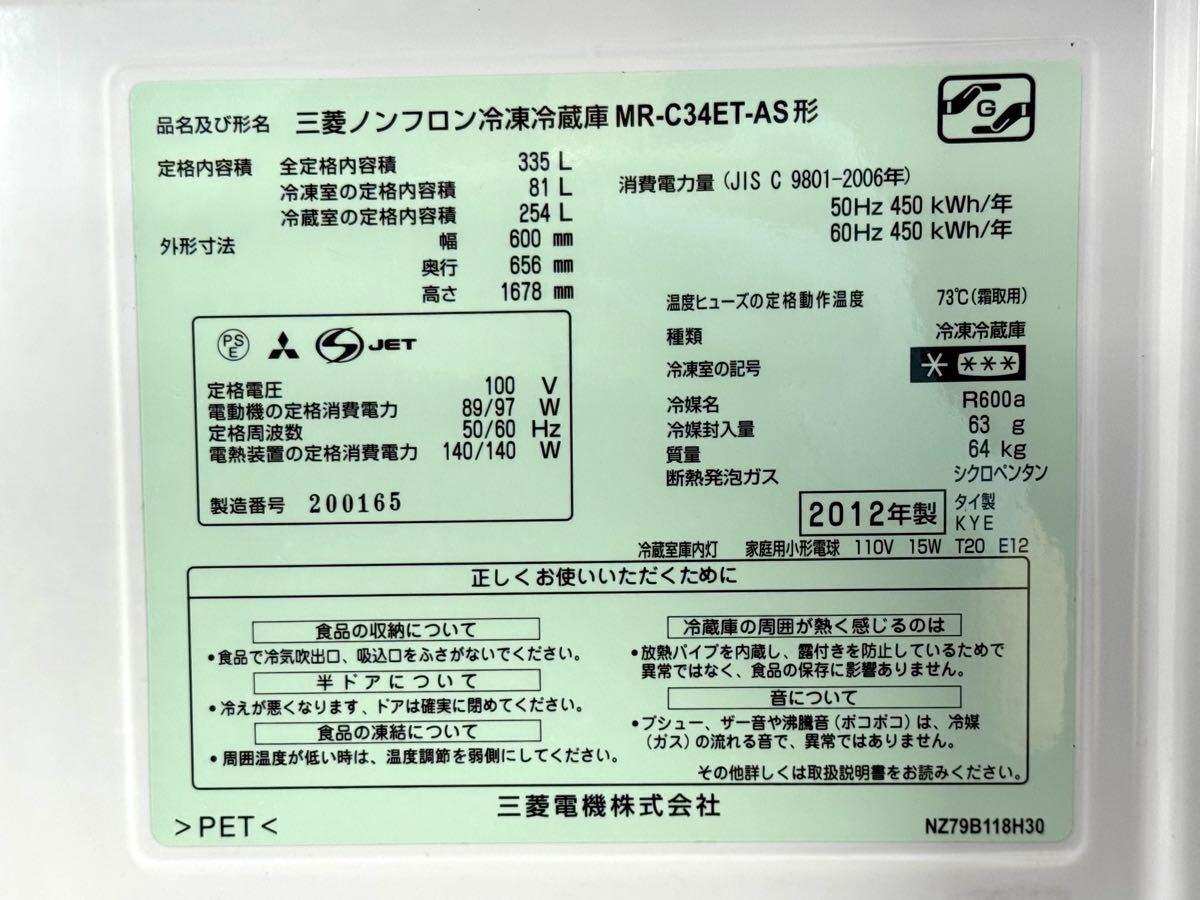 品名及び形名 三菱ノンフロン冷凍冷蔵庫 MR-C34ET-AS形
G
定格内容積 全定格内容積 335 L
冷凍室の定格内容積 81 L
冷蔵室の定格内容積 254 L
外形寸法 幅 600 mm
奥行 656 mm
高さ 1678 mm
消費電力量 (JIS C 9801-2006年)
50Hz 450 kWh/年
60Hz 450 kWh/年
PS E JET
定格電圧 100 V
電動機の定格消費電力 89/97 W
定格周波数 50/60 Hz
電熱装置の定格消費電力 140/140 W
製造番号 200165
温度ヒューズの定格動作温度 73℃(霜取用)
種類 冷凍冷蔵庫
冷凍室の記号 * ***
冷媒名 R600a
冷媒封入量 63 g
質量 64 kg
断熱発泡ガス シクロペンタン
2012年製 タイ製
KYE
冷蔵室庫内灯 家庭用小形電球 110V 15W T20 E12
正しくお使いいただくために
食品の収納について
•食品で冷気吹出口、吸込口をふさがないでください。
半ドアについて
•冷えが悪くなります、ドアは確実に閉めてください。
食品の凍結について
•周囲温度が低い時は、温度調節を弱側にしてください。
冷蔵庫の周囲が熱く感じるのは
•放熱パイプを内蔵し、露付きを防止しているためで
異常ではなく、食品の保存に影響ありません。
音について
•プシュー、ザー音や沸騰音(ポコポコ)は、冷媒
(ガス)の流れる音で、異常ではありません。
その他詳しくは取扱説明書をお読みください。
三菱電機株式会社
>PET<
NZ79B118H30